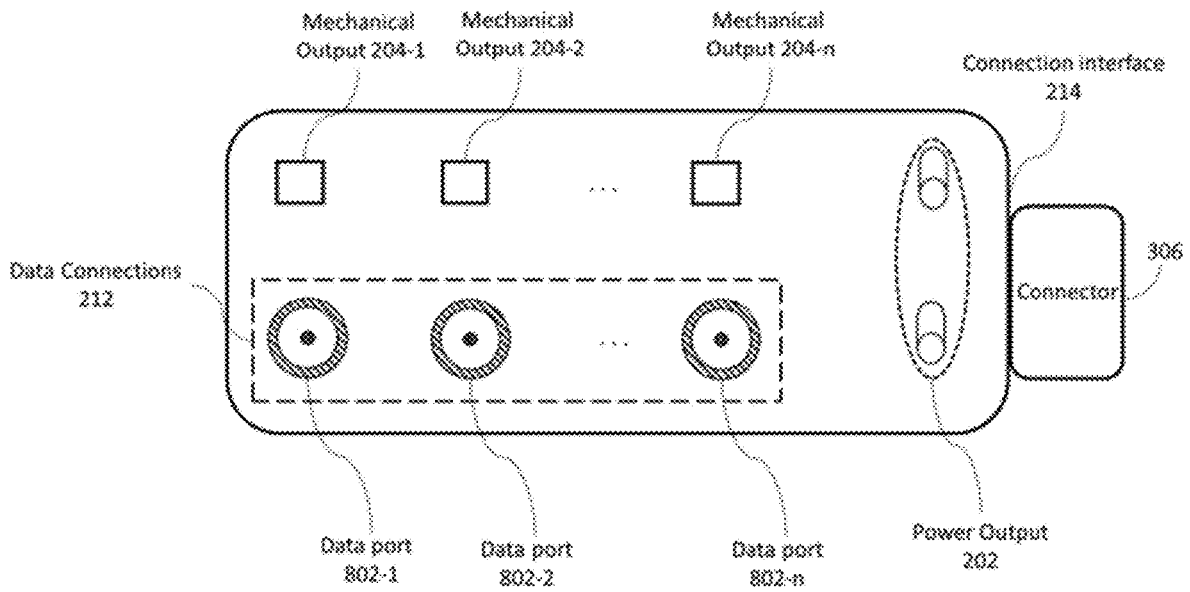 Mechanical
Output 204-1
Mechanical
Output 204-2
Mechanical
Output 204-n
Connection interface
214
...
Data Connections
212
306
Connector
...
Data port
802-1
Data port
802-2
Data port
802-n
Power Output
202